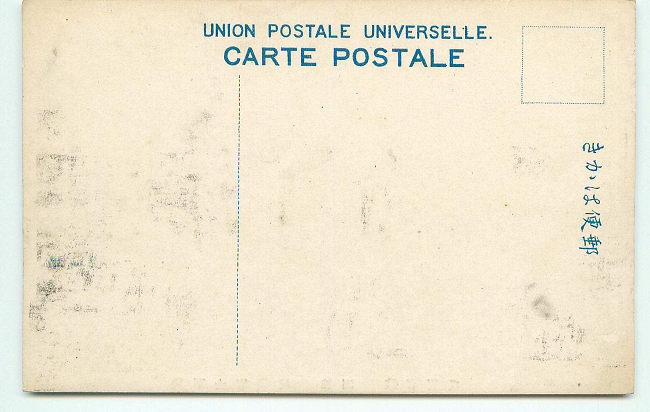 UNION POSTALE UNIVERSELLE.
CARTE POSTALE
きかは便郵